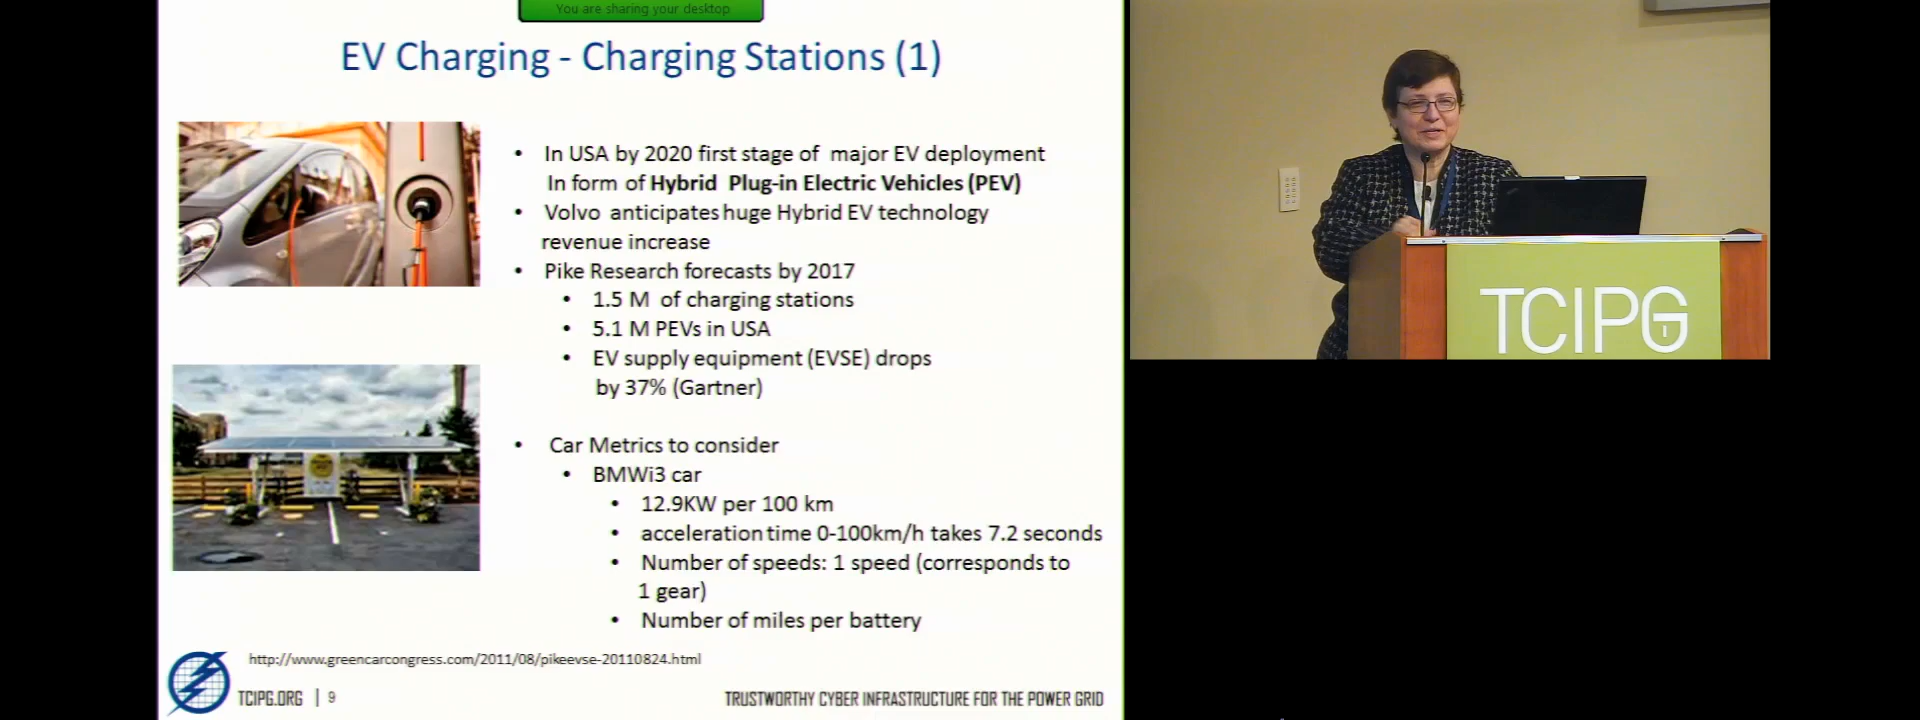 You are sharing your desktop
EV Charging - Charging Stations (1)
• In USA by 2020 first stage of major EV deployment
In form of Hybrid Plug-in Electric Vehicles (PEV)
• Volvo anticipates huge Hybrid EV technology
revenue increase
• Pike Research forecasts by 2017
• 1.5 M of charging stations
• 5.1 M PEVs in USA
• EV supply equipment (EVSE) drops
by 37% (Gartner)
• Car Metrics to consider
• BMWi3 car
• 12.9KW per 100 km
• acceleration time 0-100km/h takes 7.2 seconds
• Number of speeds: 1 speed (corresponds to
1 gear)
• Number of miles per battery
http://www.greencarcongress.com/2011/08/pikeevse-20110824.html
TCIPG.ORG | 9
TRUSTWORTHY CYBER INFRASTRUCTURE FOR THE POWER GRID
TCIPG